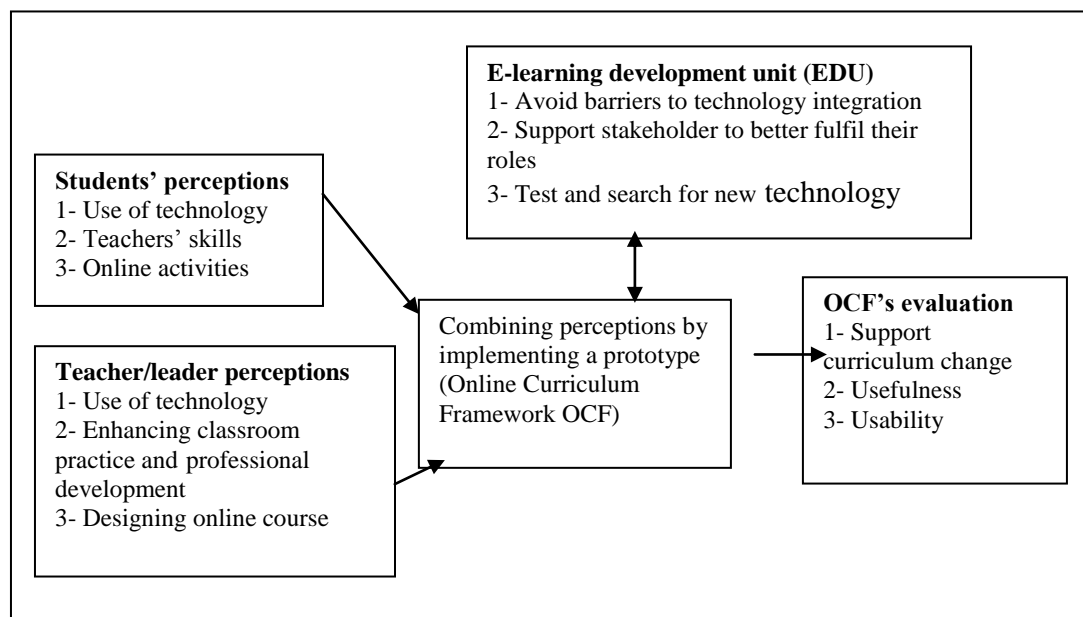 E-learning development unit (EDU)
1- Avoid barriers to technology integration
2- Support stakeholder to better fulfil their
roles
3- Test and search for new technology
Students’ perceptions
1- Use of technology
2- Teachers’ skills
3- Online activities
Combining perceptions by
implementing a prototype
(Online Curriculum
Framework OCF)
OCF’s evaluation
1- Support
curriculum change
2- Usefulness
3- Usability
Teacher/leader perceptions
1- Use of technology
2- Enhancing classroom
practice and professional
development
3- Designing online course